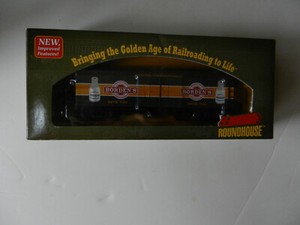 NEW,
Improved
Features!
Bringing the Golden Age of Railroading to Life
BORDEN'S
BORDEN'S
ROUNDHOUSE